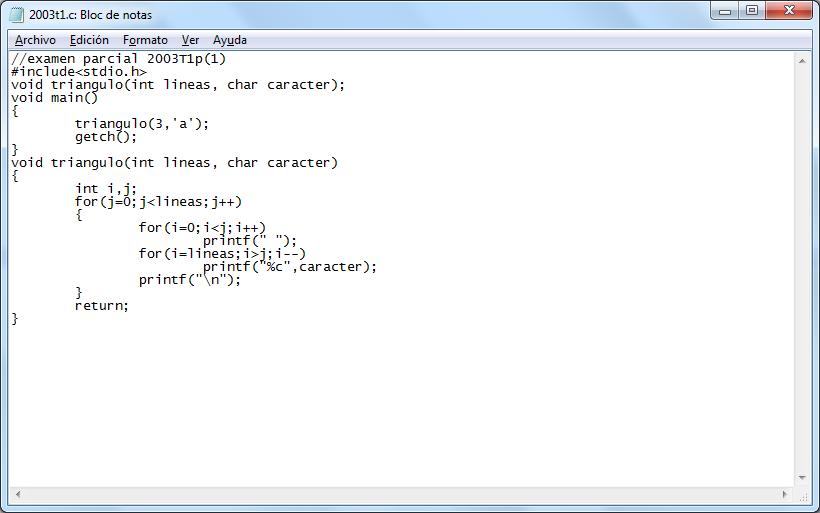 2003t1.c: Bloc de notas
Archivo Edición Formato Ver Ayuda
//examen parcial 2003T1p(1)
#include<stdio.h>
void triangulo(int lineas, char caracter);
void main()
{
        triangulo(3,'a');
        getch();
}
void triangulo(int lineas, char caracter)
{
        int i,j;
        for(j=0;j<lineas;j++)
        {
                for(i=0;i<j;i++)
                        printf(" ");
                for(i=lineas;i>j;i--)
                        printf("%c",caracter);
                printf("\n");
        }
        return;
}